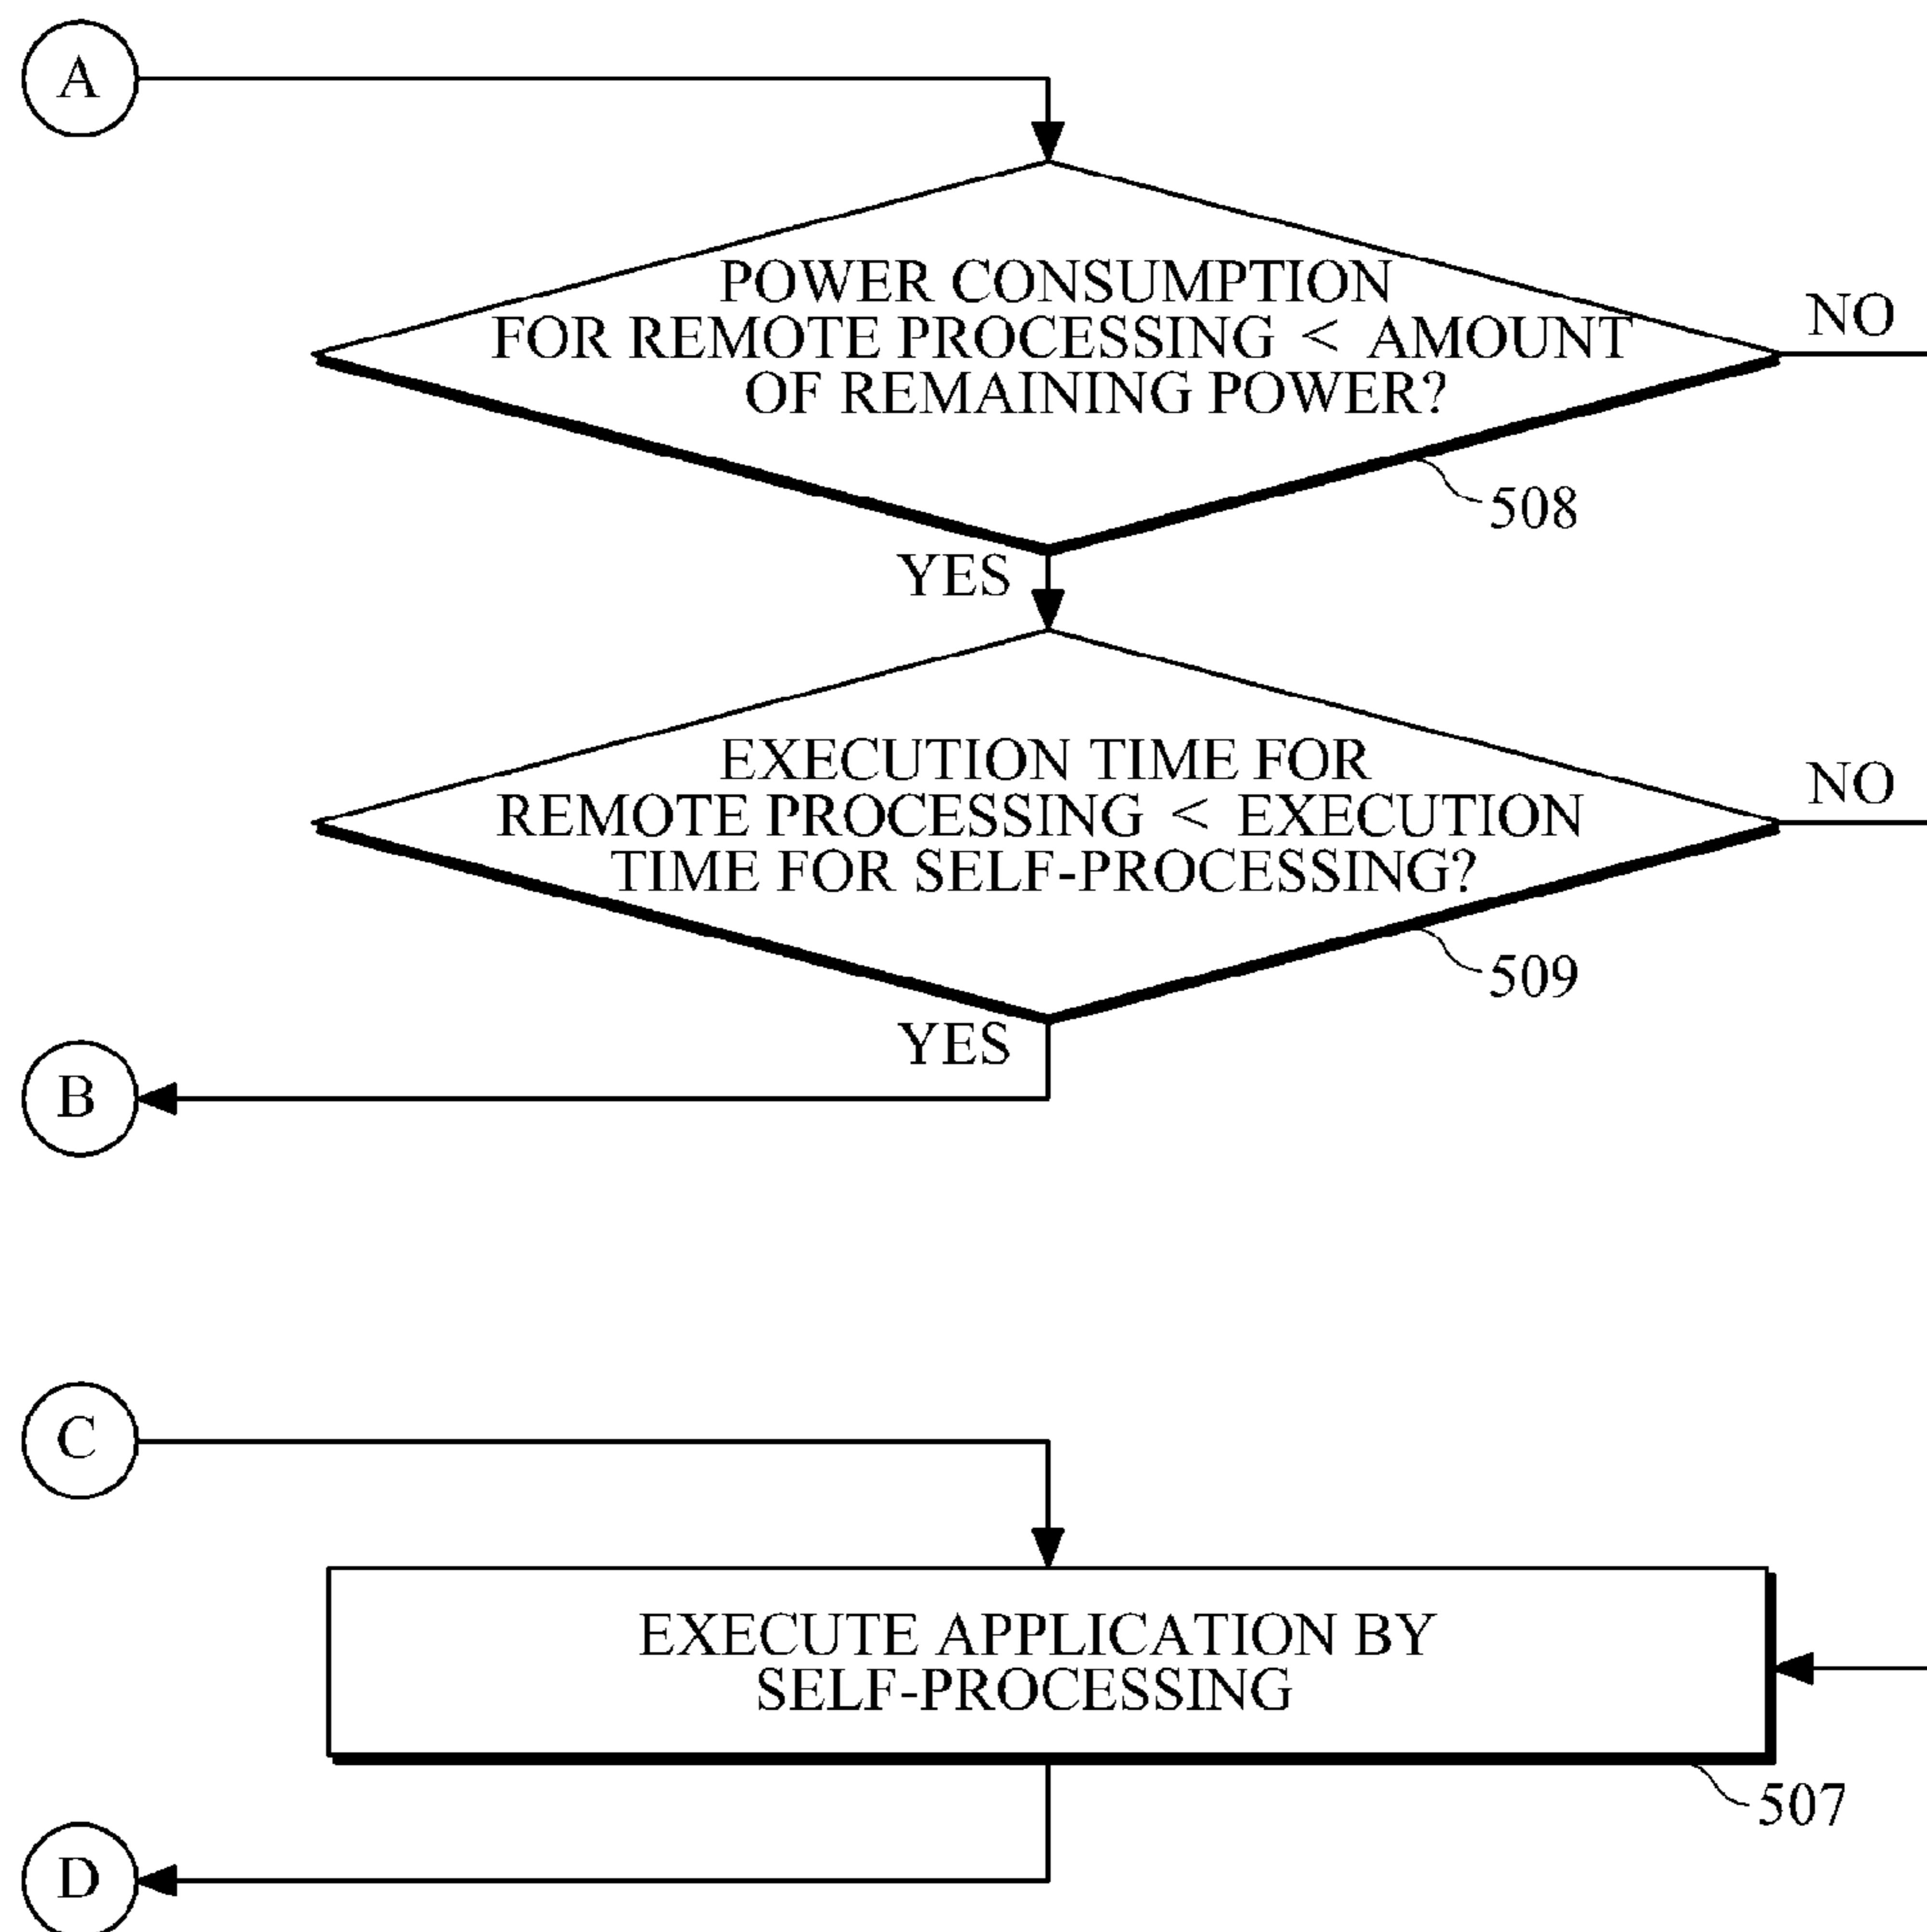 A
POWER CONSUMPTION
FOR REMOTE PROCESSING < AMOUNT
OF REMAINING POWER?
NO
508
YES
EXECUTION TIME FOR
REMOTE PROCESSING < EXECUTION
TIME FOR SELF-PROCESSING?
NO
509
YES
B
C
EXECUTE APPLICATION BY
SELF-PROCESSING
507
D